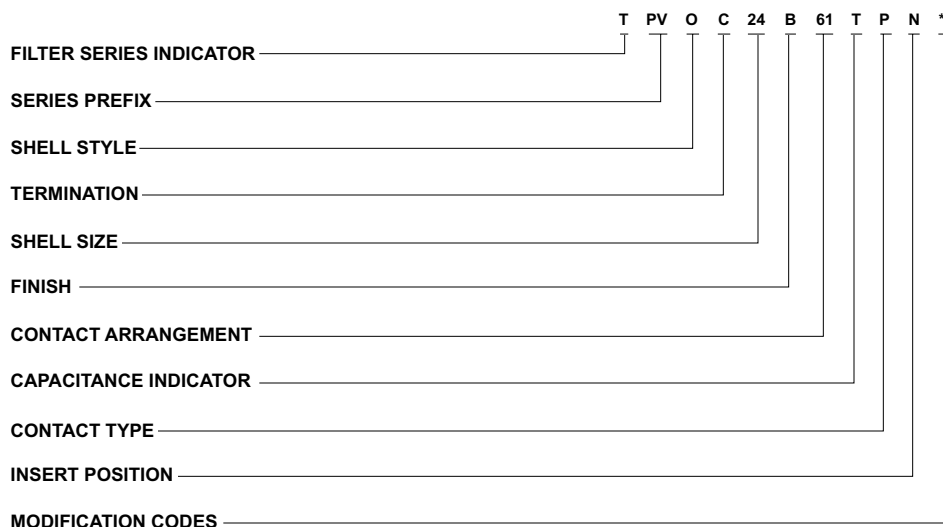 T PV O C 24 B 61 T P N *
FILTER SERIES INDICATOR
SERIES PREFIX
SHELL STYLE
TERMINATION
SHELL SIZE
FINISH
CONTACT ARRANGEMENT
CAPACITANCE INDICATOR
CONTACT TYPE
INSERT POSITION
MODIFICATION CODES